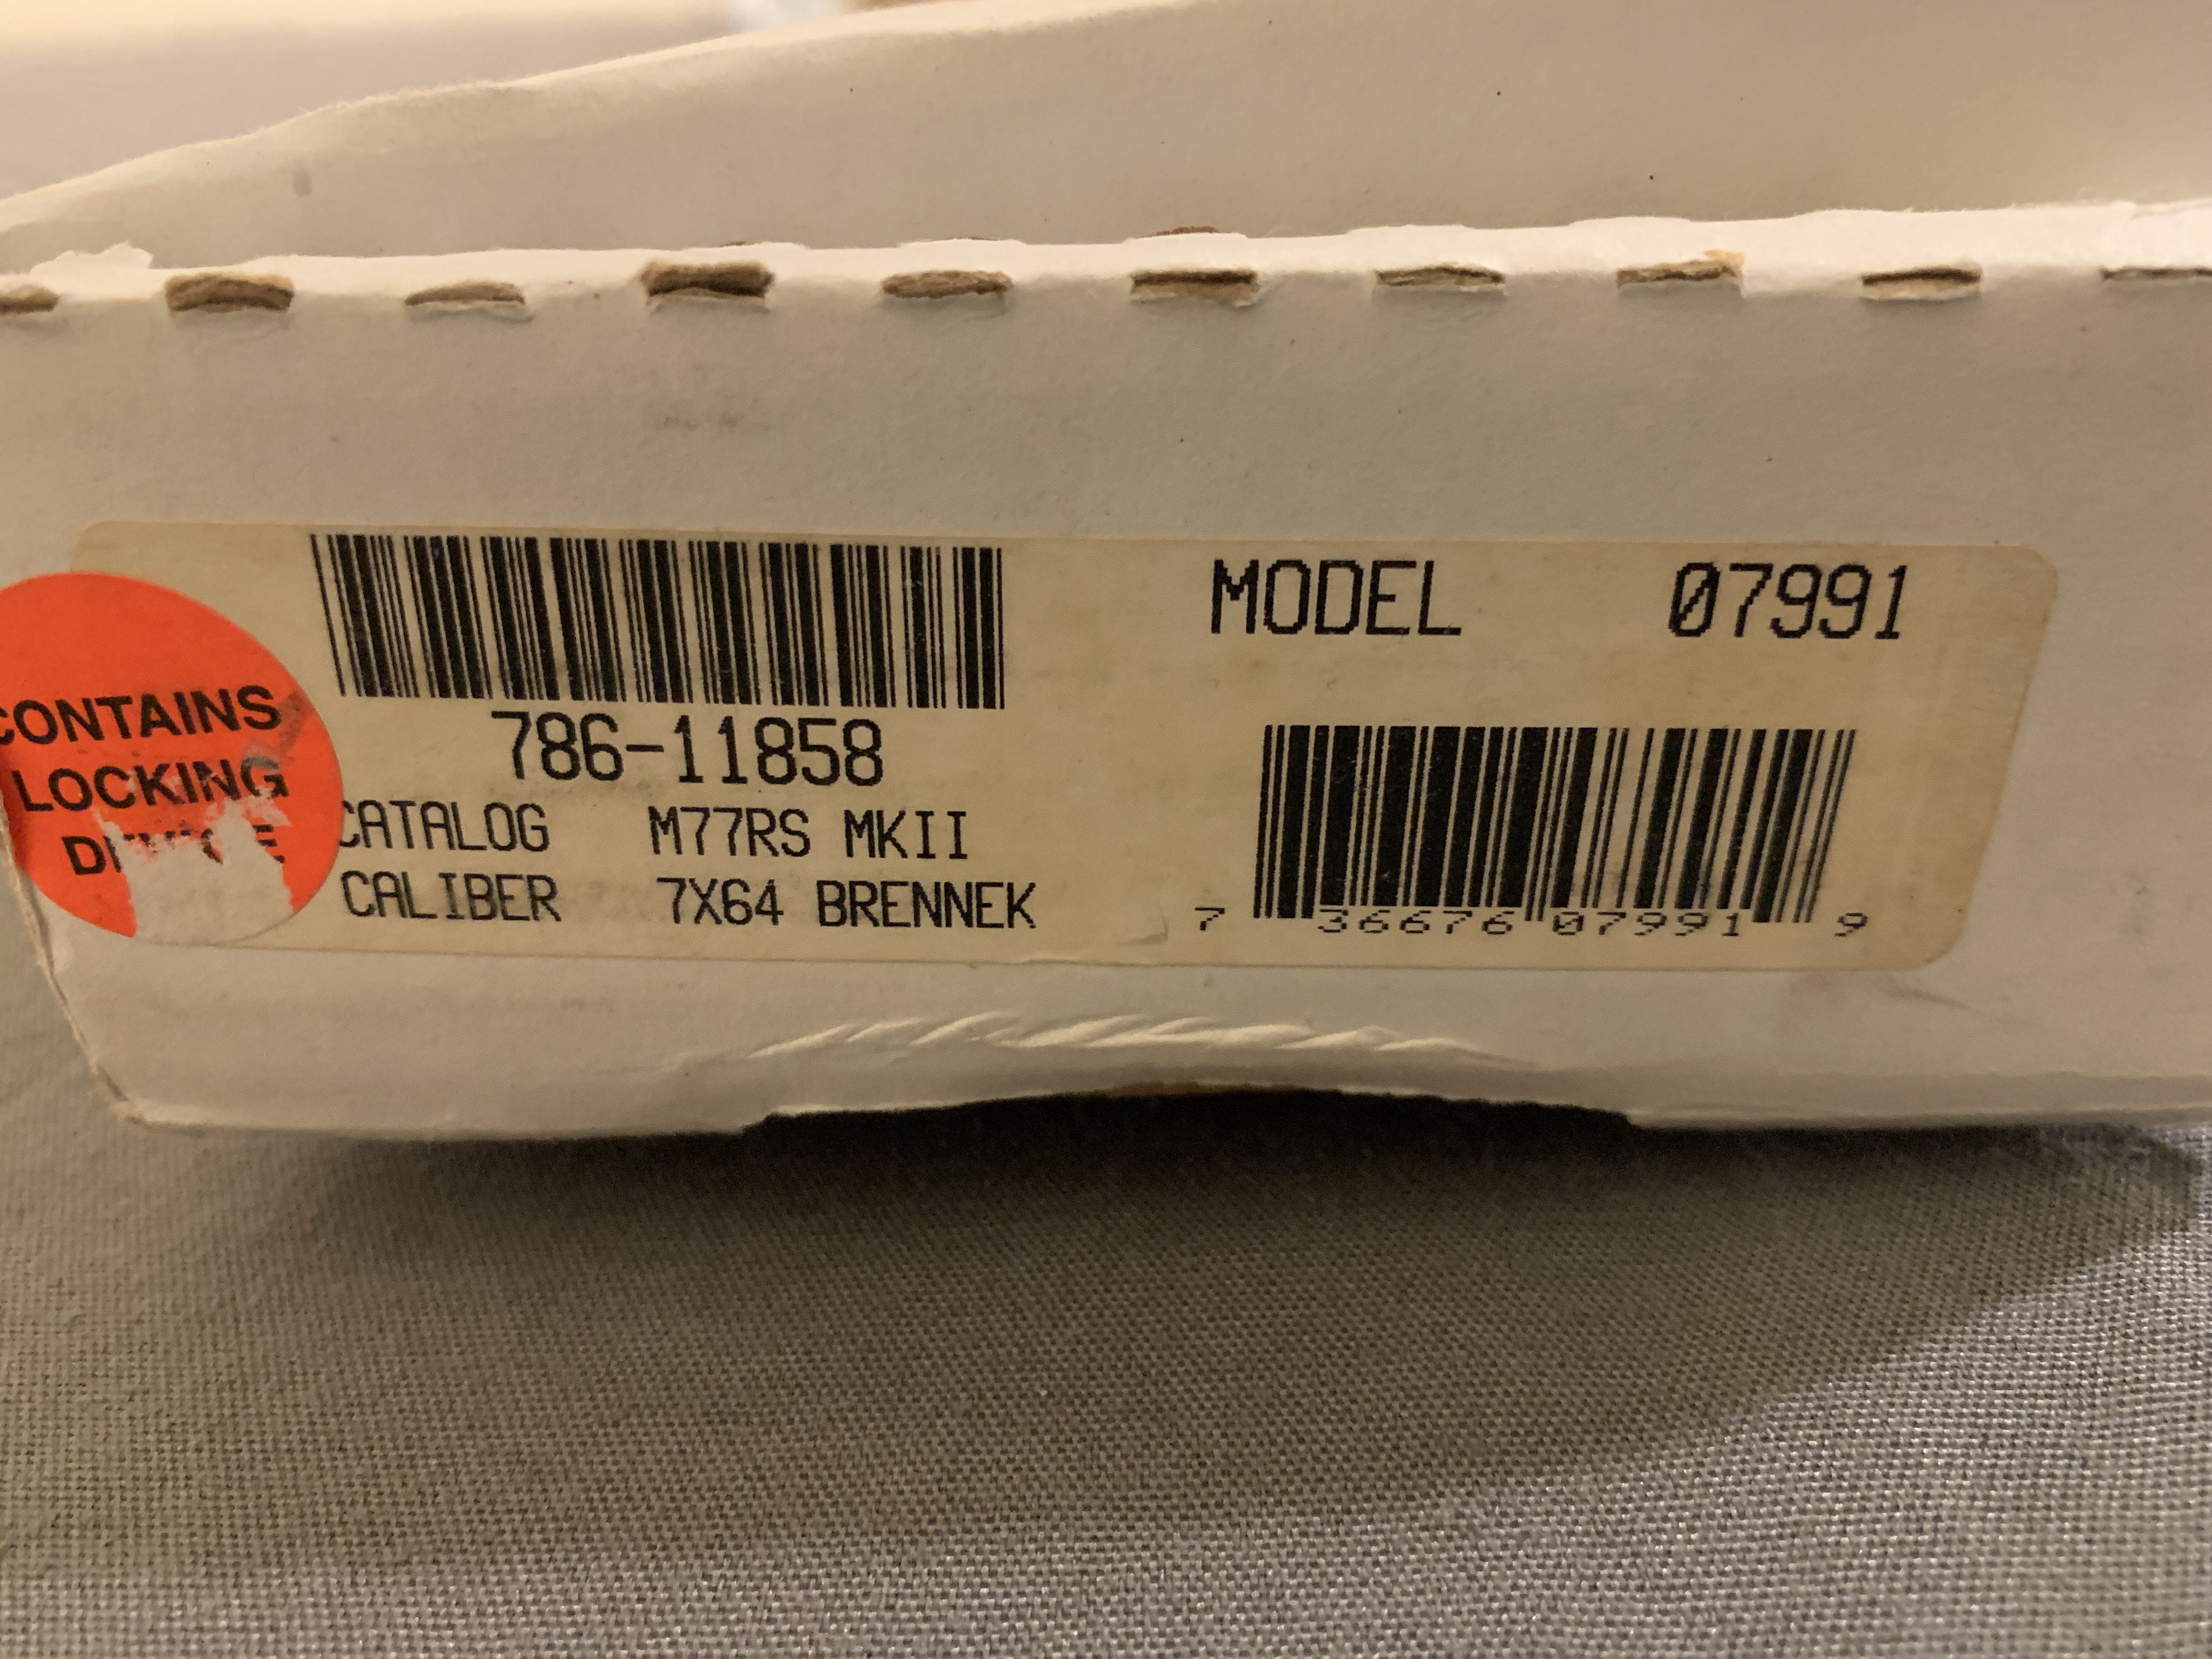 CONTAINS
LOCKING
786-11858
CATALOG M77RS MKII
CALIBER 7X64 BRENNEK
MODEL 07991
7 36676 07991 9